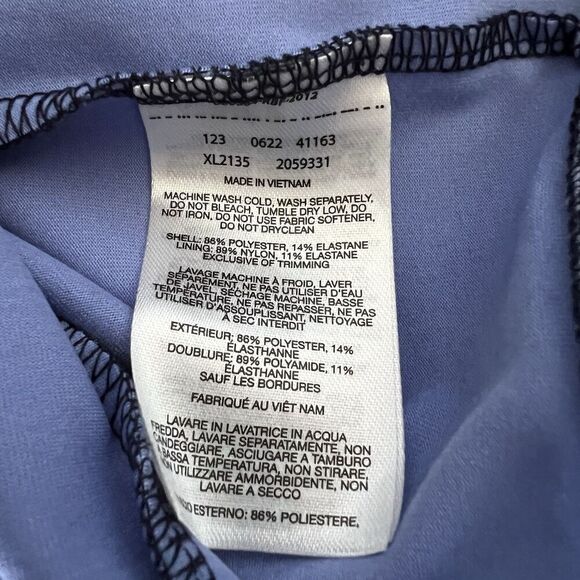 2012
123 0622 41163
XL2135 2059331
MADE IN VIETNAM
MACHINE WASH COLD, WASH SEPARATELY,
DO NOT BLEACH, TUMBLE DRY LOW, DO
NOT IRON, DO NOT USE FABRIC SOFTENER,
DO NOT DRYCLEAN
SHELL: 86% POLYESTER, 14% ELASTANE
LINING: 89% NYLON, 11% ELASTANE
EXCLUSIVE OF TRIMMING
LAVAGE MACHINE À FROID, LAVER
SÉPAREMENT, NE PAS UTILISER D'EAU
DE JAVEL, SÉCHAGE MACHINE, BASSE
TEMPÉRATURE, NE PAS REPASSER, NE PAS
UTILISER D'ASSOUPLISSANT, NETTOYAGE
À SEC INTERDIT
EXTÉRIEUR: 86% POLYESTER, 14%
ÉLASTHANNE
DOUBLURE: 89% POLYAMIDE, 11%
ÉLASTHANNE
SAUF LES BORDURES
FABRIQUÉ AU VIÊT NAM
LAVARE IN LAVATRICE IN ACQUA
FREDDA, LAVARE SEPARATAMENTE, NON
CANDEGGIARE, ASCIUGARE A TAMBURO
A BASSA TEMPERATURA, NON STIRARE,
NON UTILIZZARE AMMORBIDENTE, NON
LAVARE A SECCO
ESTERNO: 86% POLIESTERE,